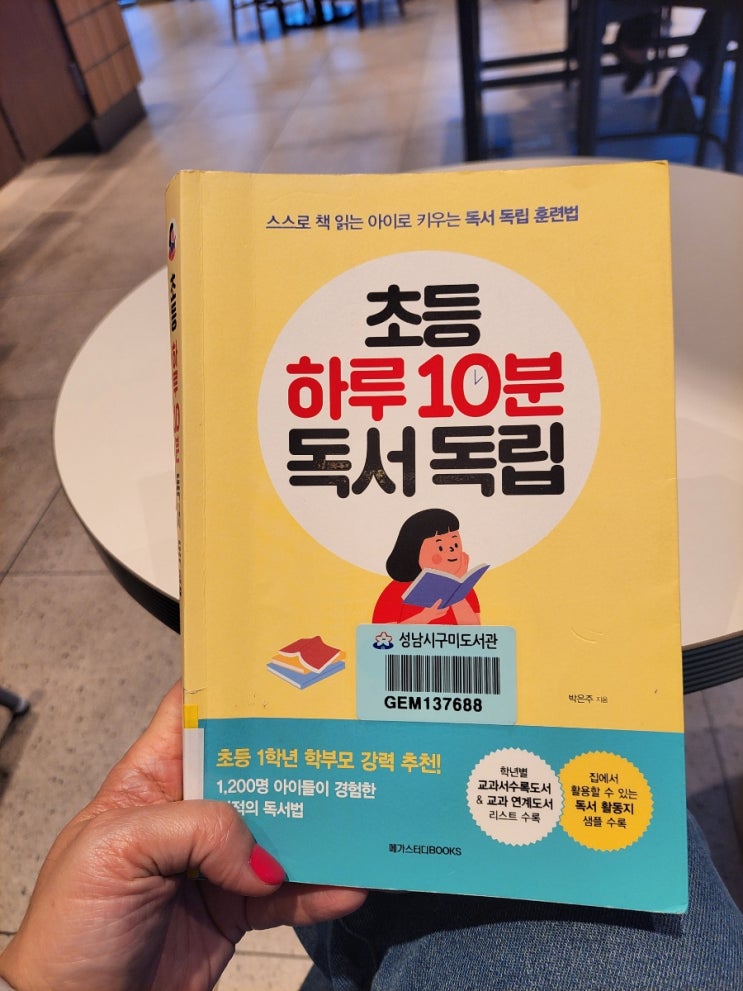 스스로 책 읽는 아이로 키우는 독서 독립 훈련법
초등
하루 10분
독서 독립
성남시구미도서관
GEM137688
박은주 지음
초등 1학년 학부모 강력 추천!
1,200명 아이들이 경험한
적의 독서법
학년별
교과서수록도서
& 교과 연계도서
리스트 수록
집에서
활용할 수 있는
독서 활동지
샘플 수록
메가스터디BOOKS